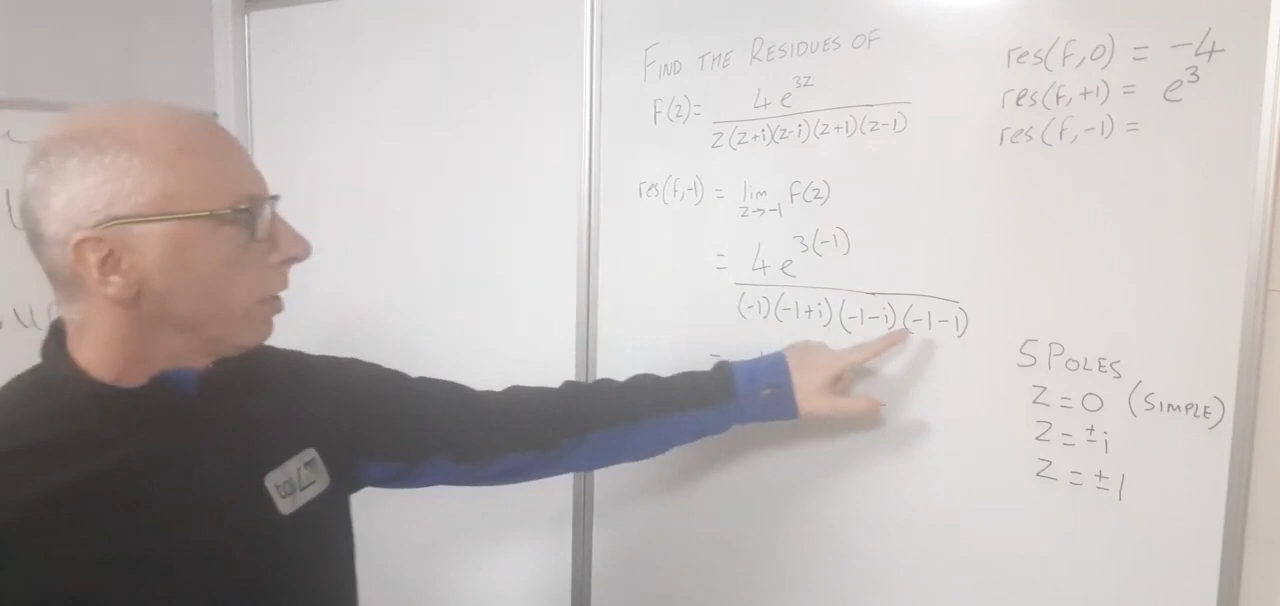 FIND THE RESIDUES OF
F(z)= 4e^3z / z(z+i)(z-i)(z+1)(z-1)
res(f,-1) = lim z→-1 F(z)
= 4e^3(-1) / (-1)(-1+i)(-1-i)(-1-1)
=
res(f,0) = -4
res(f,+1) = e^3
res(f,-1) =
5 POLES
z=0 (SIMPLE)
z=±i
z=±1